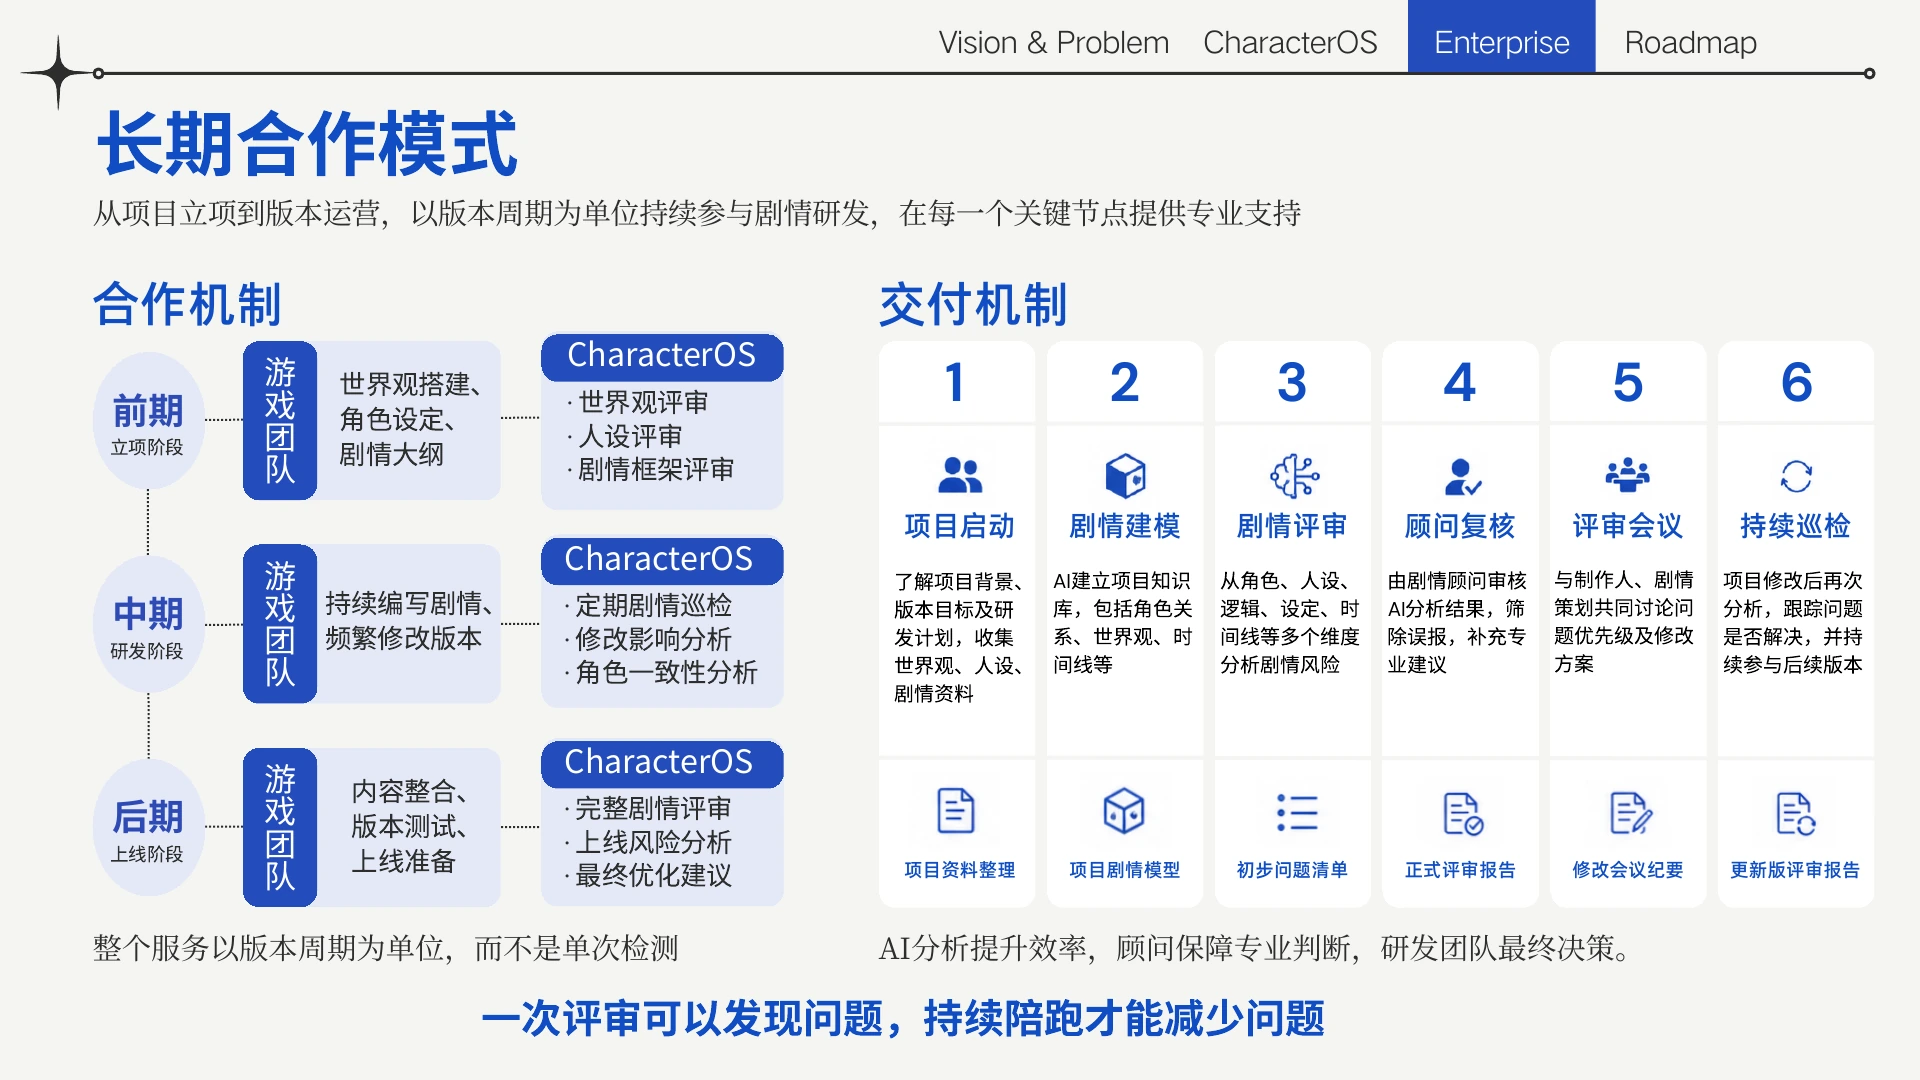 Vision & Problem
CharacterOS
Enterprise
Roadmap
长期合作模式
从项目立项到版本运营，以版本周期为单位持续参与剧情研发，在每一个关键节点提供专业支持
合作机制
前期
立项阶段
游
戏
团
队
世界观搭建、
角色设定、
剧情大纲
CharacterOS
· 世界观评审
· 人设评审
· 剧情框架评审
中期
研发阶段
游
戏
团
队
持续编写剧情、
频繁修改版本
CharacterOS
· 定期剧情巡检
· 修改影响分析
· 角色一致性分析
后期
上线阶段
游
戏
团
队
内容整合、
版本测试、
上线准备
CharacterOS
· 完整剧情评审
· 上线风险分析
· 最终优化建议
整个服务以版本周期为单位，而不是单次检测
交付机制
1
项目启动
了解项目背景、
版本目标及研
发计划，收集
世界观、人设、
剧情资料
项目资料整理
2
剧情建模
AI建立项目知识
库，包括角色关
系、世界观、时
间线等
项目剧情模型
3
剧情评审
从角色、人设、
逻辑、设定、时
间线等多个维度
分析剧情风险
初步问题清单
4
顾问复核
由剧情顾问审核
AI分析结果，筛
除误报，补充专
业建议
正式评审报告
5
评审会议
与制作人、剧情
策划共同讨论问
题优先级及修改
方案
修改会议纪要
6
持续巡检
项目修改后再次
分析，跟踪问题
是否解决，并持
续参与后续版本
更新版评审报告
AI分析提升效率，顾问保障专业判断，研发团队最终决策。
一次评审可以发现问题，持续陪跑才能减少问题